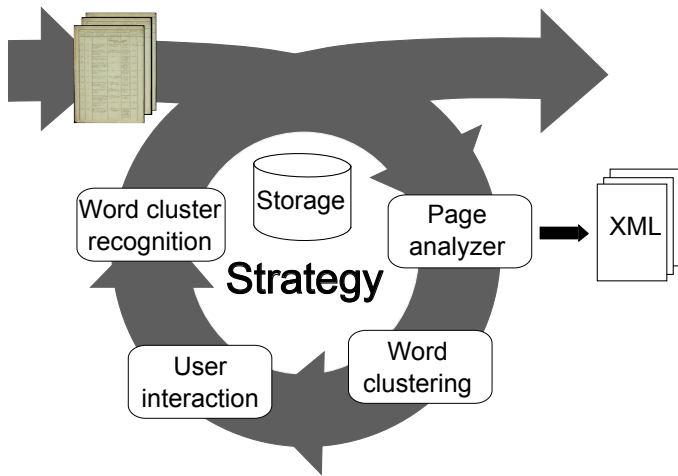 Storage
Word cluster
recognition
Page
analyzer
XML
Strategy
User
interaction
Word
clustering